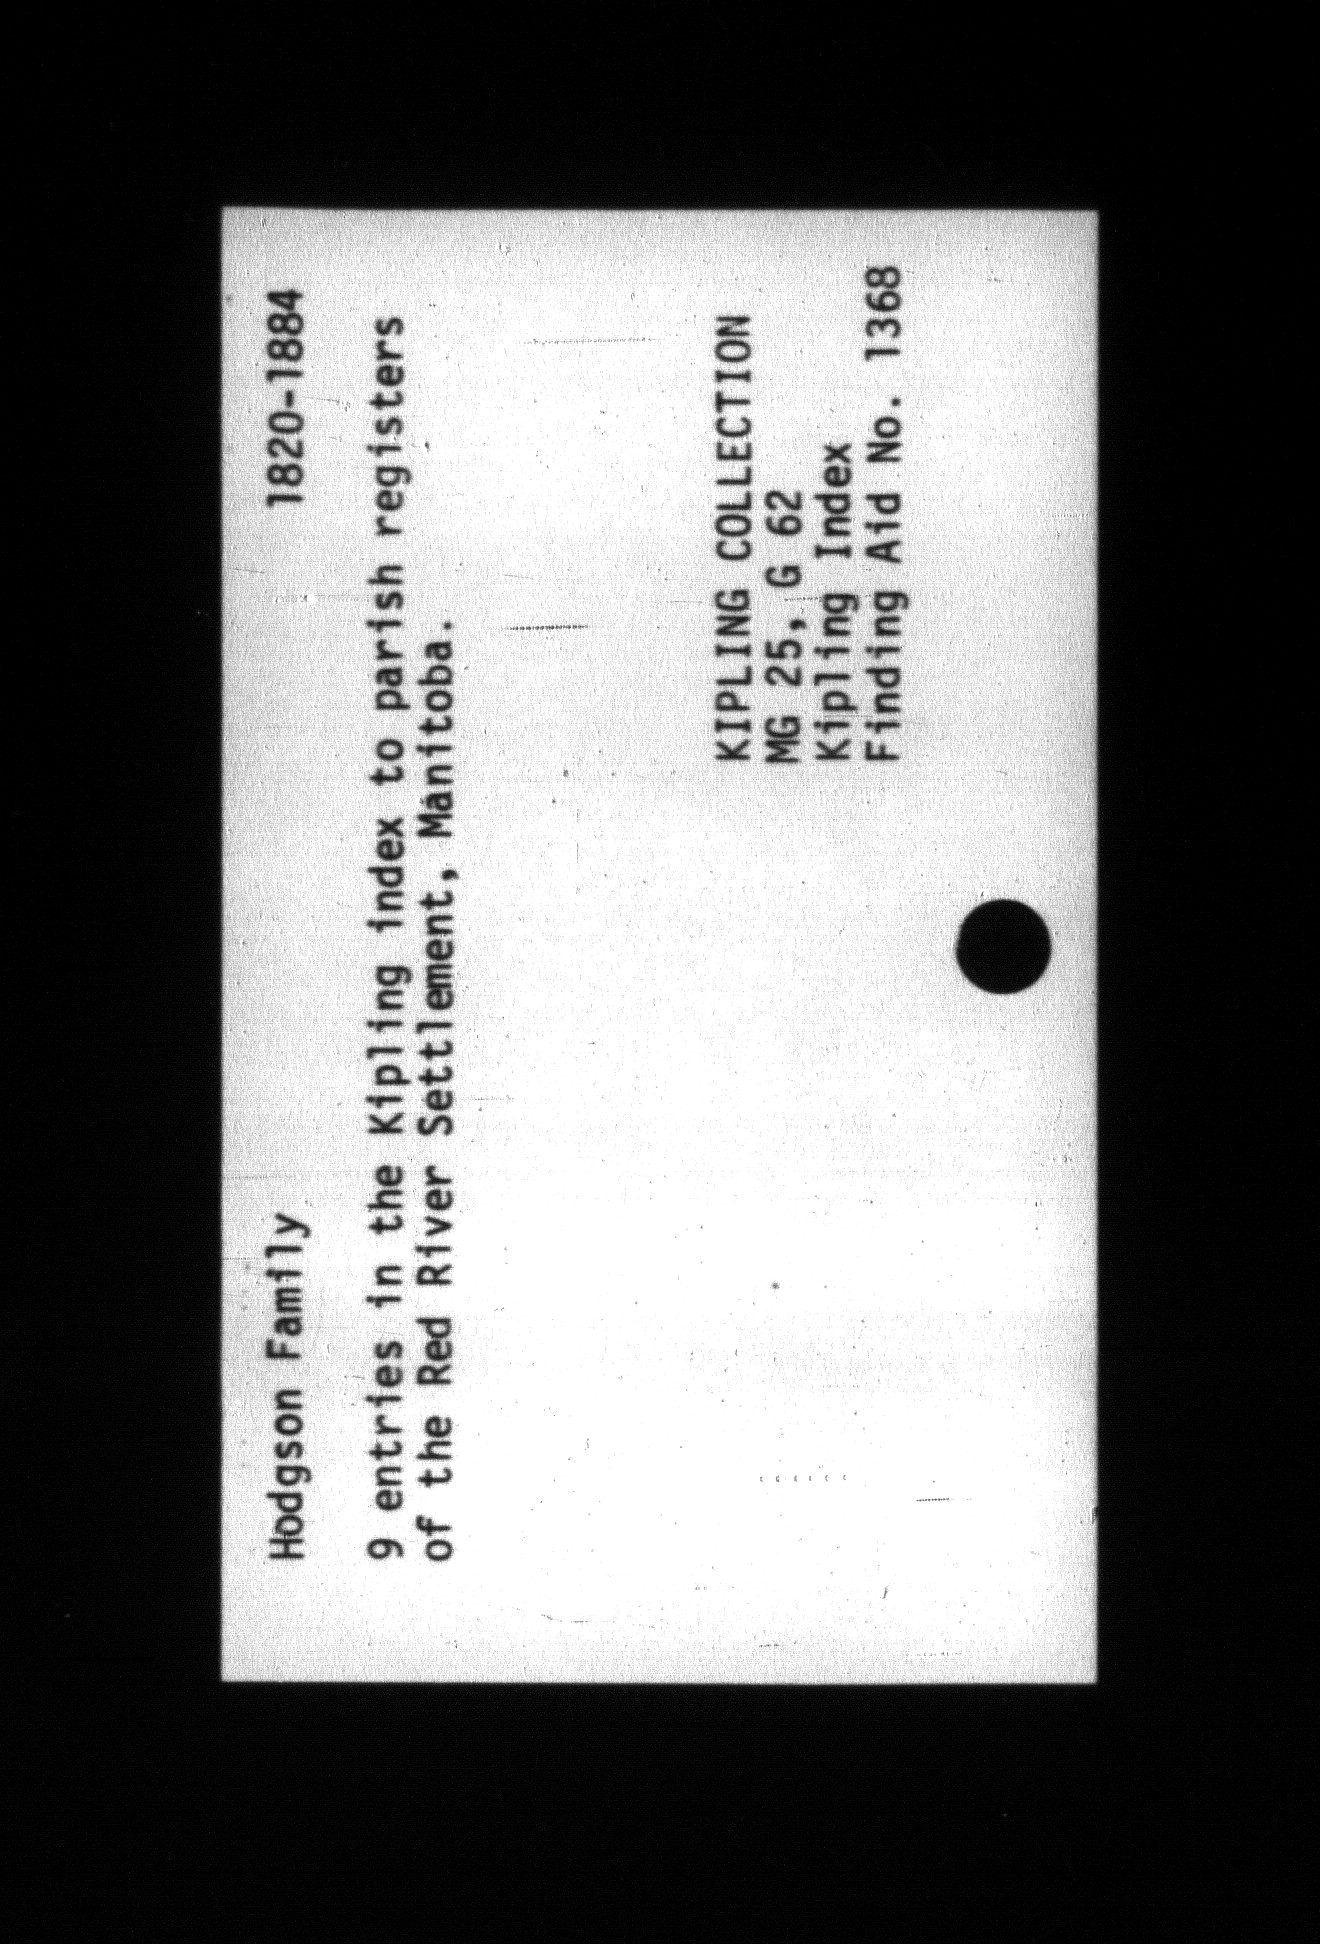 Hodgson Family 1820-1884
9 entries in the Kipling index to parish registers
of the Red River Settlement, Manitoba.
KIPLING COLLECTION
MG 25, G 62
Kipling Index
Finding Aid No. 1368